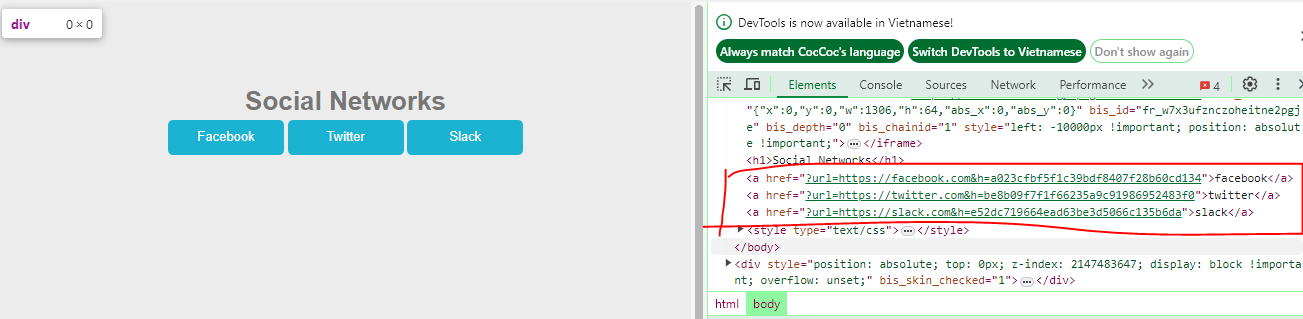 div 0 × 0
Social Networks
Facebook Twitter Slack
DevTools is now available in Vietnamese!
Always match CocCoc's language Switch DevTools to Vietnamese Don't show again
Elements Console Sources Network Performance 4
"{"x":0,"y":0,"w":1306,"h":64,"abs_x":0,"abs_y":0}" bis_id="fr_w7x3ufznczoheitne2pgj
e" bis_depth="0" bis_chainid="1" style="left: -10000px !important; position: absolut
e !important;">…</iframe>
<h1>Social Networks</h1>
<a href="?url=https://facebook.com&h=a023cfbf5f1c39bdf8407f28b60cd134">facebook</a>
<a href="?url=https://twitter.com&h=be8b09f7f1f66235a9c91986952483f0">twitter</a>
<a href="?url=https://slack.com&h=e52dc719664ead63be3d5066c135b6da">slack</a>
<style type="text/css">…</style>
</body>
<div style="position: absolute; top: 0px; z-index: 2147483647; display: block !importa
nt; overflow: unset;" bis_skin_checked="1">…</div>
html body